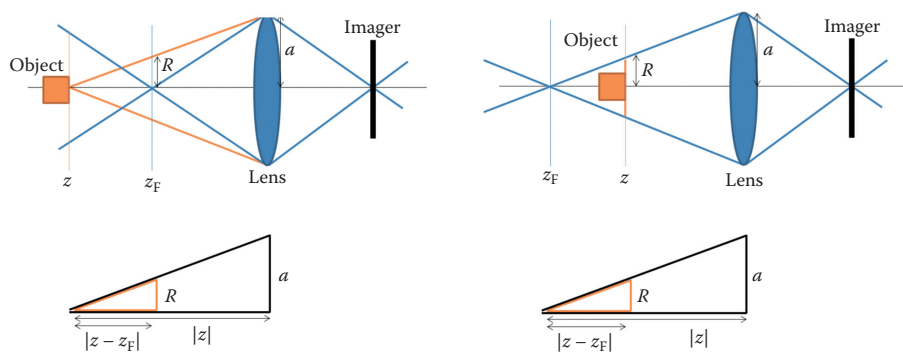 Object
R
a
Imager
z
z_F
Lens
R
a
|z − z_F|
|z|
Object
R
a
Imager
z_F
z
Lens
R
a
|z − z_F|
|z|